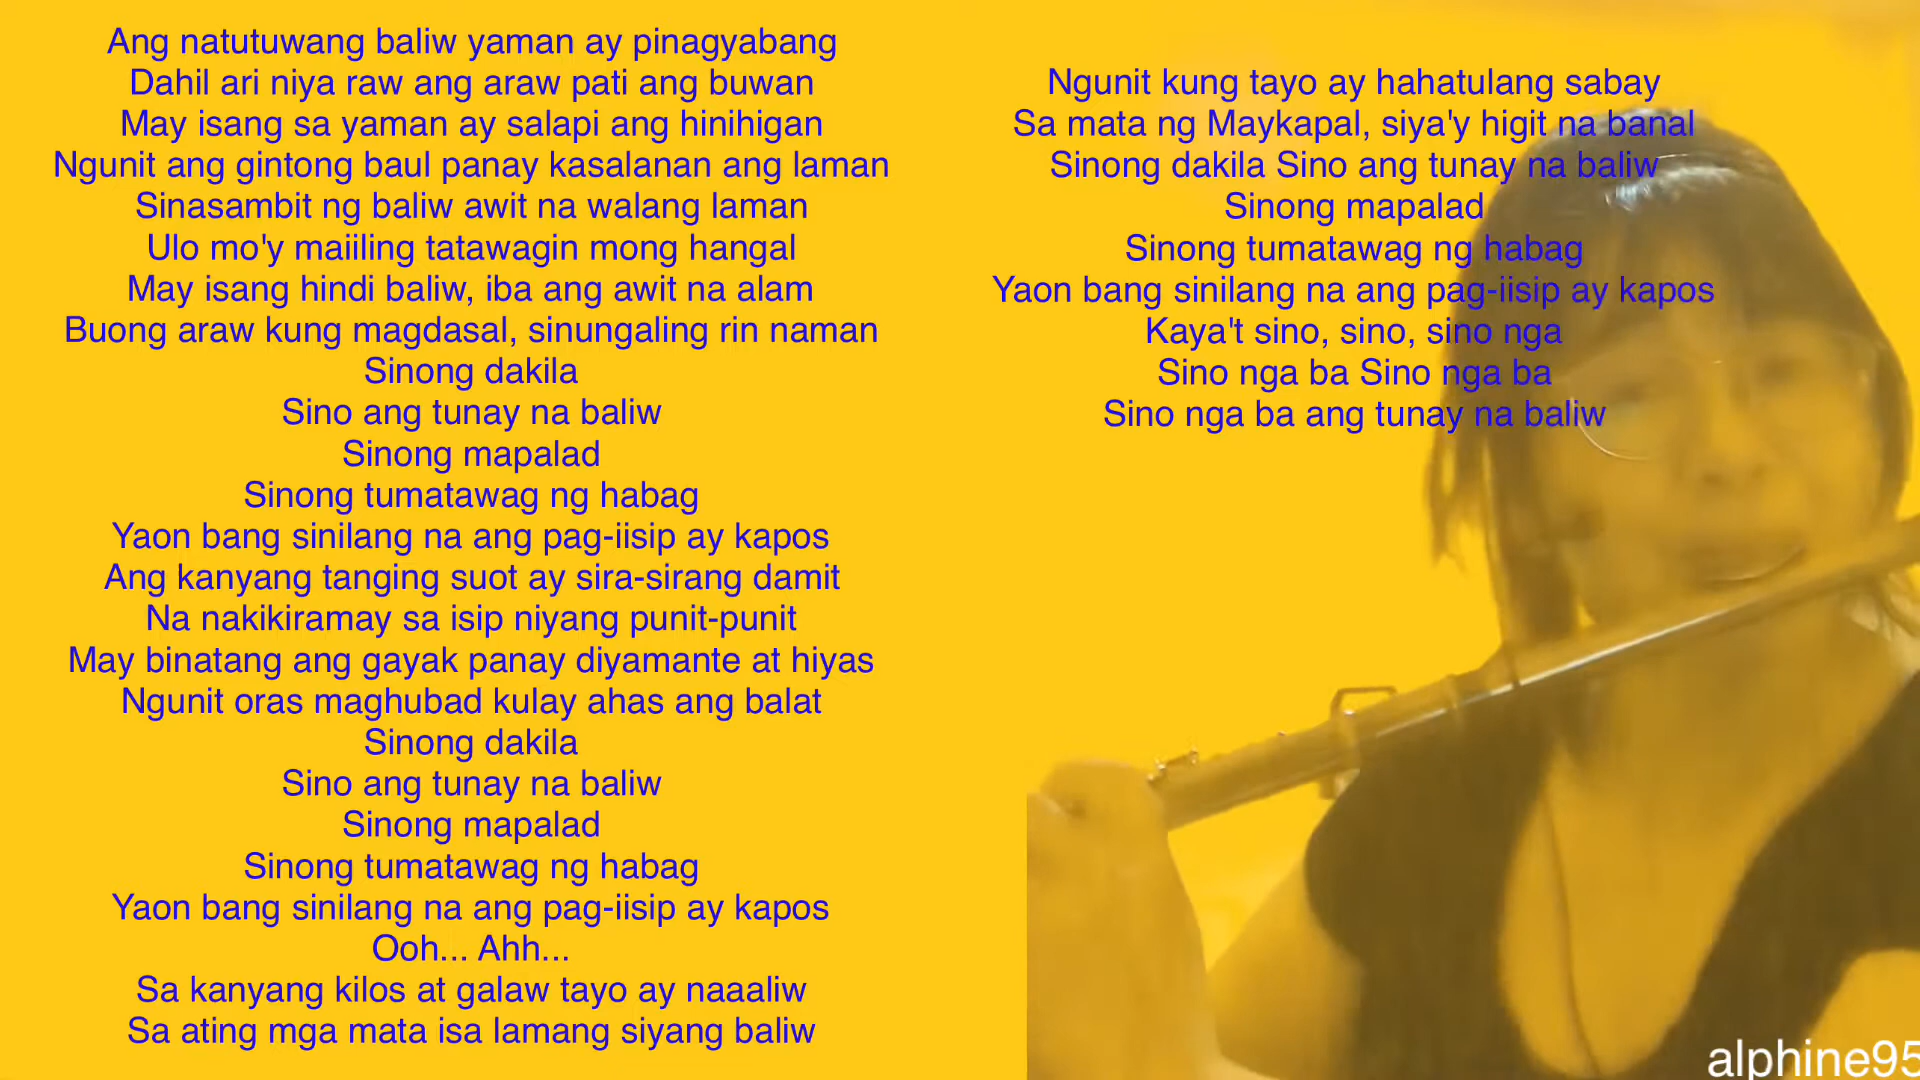 Ang natutuwang baliw yaman ay pinagyabang
Dahil ari niya raw ang araw pati ang buwan
May isang sa yaman ay salapi ang hinihigan
Ngunit ang gintong baul panay kasalanan ang laman
Sinasambit ng baliw awit na walang laman
Ulo mo'y maiiling tatawagin mong hangal
May isang hindi baliw, iba ang awit na alam
Buong araw kung magdasal, sinungaling rin naman
Sinong dakila
Sino ang tunay na baliw
Sinong mapalad
Sinong tumatawag ng habag
Yaon bang sinilang na ang pag-iisip ay kapos
Ang kanyang tanging suot ay sira-sirang damit
Na nakikiramay sa isip niyang punit-punit
May binatang ang gayak panay diyamante at hiyas
Ngunit oras maghubad kulay ahas ang balat
Sinong dakila
Sino ang tunay na baliw
Sinong mapalad
Sinong tumatawag ng habag
Yaon bang sinilang na ang pag-iisip ay kapos
Ooh... Ahh...
Sa kanyang kilos at galaw tayo ay naaaliw
Sa ating mga mata isa lamang siyang baliw
Ngunit kung tayo ay hahatulang sabay
Sa mata ng Maykapal, siya'y higit na banal
Sinong dakila Sino ang tunay na baliw
Sinong mapalad
Sinong tumatawag ng habag
Yaon bang sinilang na ang pag-iisip ay kapos
Kaya't sino, sino, sino nga
Sino nga ba Sino nga ba
Sino nga ba ang tunay na baliw
alphine95